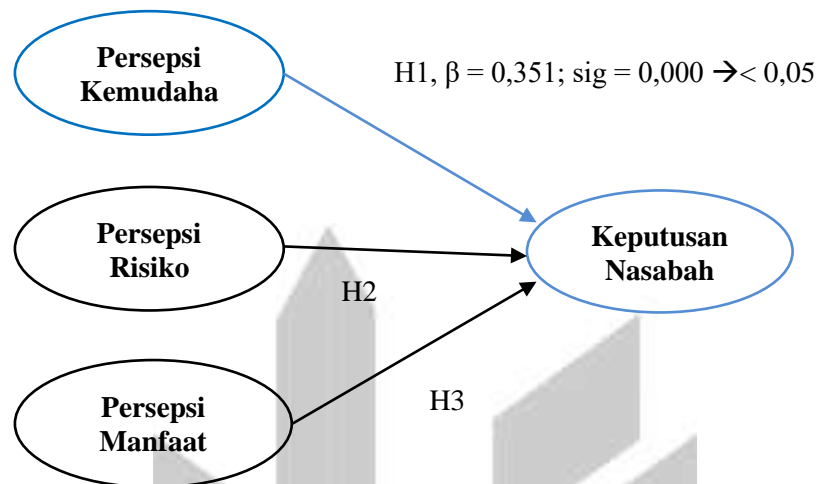 Persepsi
Kemudaha
H1, β = 0,351; sig = 0,000 →< 0,05
Persepsi
Risiko
Keputusan
Nasabah
H2
Persepsi
Manfaat
H3